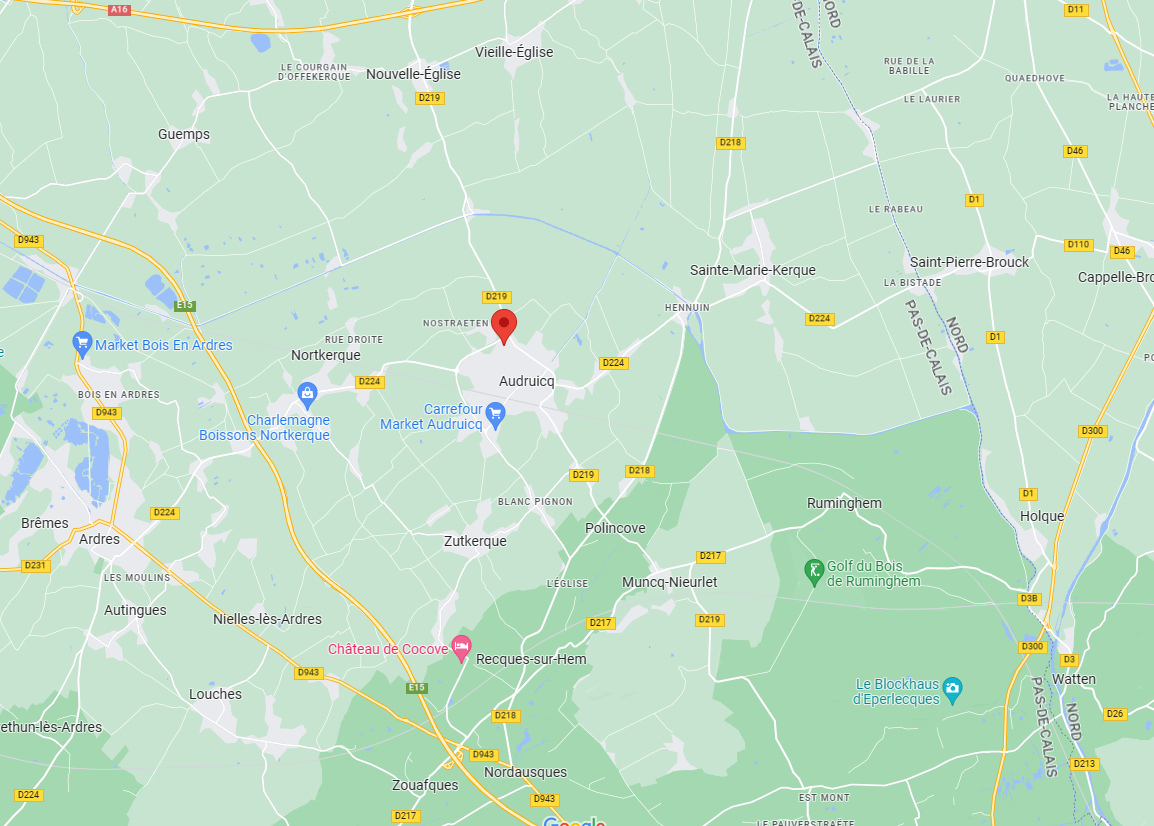 A16
D11
NORD
PAS-DE-CALAIS
Vieille-Église
LE COURGAIN
D'OFFEKERQUE
Nouvelle-Église
RUE DE LA
BABILLE
QUAEDHOVE
D219
LE LAURIER
LA HAUTE
PLANCHE
Guemps
D218
D46
D1
LE RABEAU
D943
D110
D46
Sainte-Marie-Kerque
Saint-Pierre-Brouck
Cappelle-Bro
LA BISTADE
D219
E15
HENNUIN
D224
NOSTRAETEN
PAS-DE-CALAIS
NORD
D1
Market Bois En Ardres
RUE DROITE
Nortkerque
D224
D224
Audruicq
BOIS EN ARDRES
D943
Carrefour
Market Audruicq
Charlemagne
Boissons Nortkerque
D300
D219
D218
D1
BLANC PIGNON
Ruminghem
D224
Holque
Brêmes
Polincove
Ardres
Zutkerque
D217
D231
Golf du Bois
de Ruminghem
LES MOULINS
L'ÉGLISE
Muncq-Nieurlet
D3B
Autingues
Nielles-lès-Ardres
D217
D219
Château de Cocove
Recques-sur-Hem
D300
D3
D943
Watten
E15
Le Blockhaus
d'Éperlecques
Louches
D218
PAS-DE-CALAIS
NORD
D26
ethun-lès-Ardres
D943
D213
Nordausques
Zouafques
D224
D943
EST MONT
D217
LE PAUVERSTRAËTE
Google